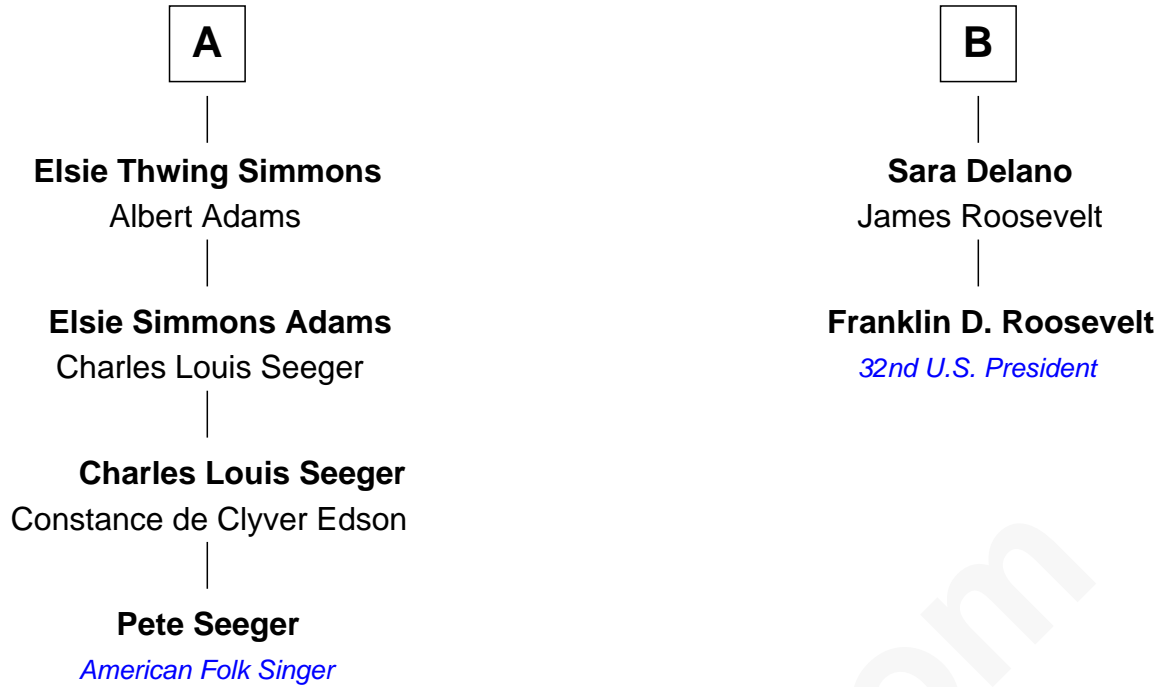 A
Elsie Thwing Simmons
Albert Adams
Elsie Simmons Adams
Charles Louis Seeger
Charles Louis Seeger
Constance de Clyver Edson
Pete Seeger
American Folk Singer
B
Sara Delano
James Roosevelt
Franklin D. Roosevelt
32nd U.S. President
om